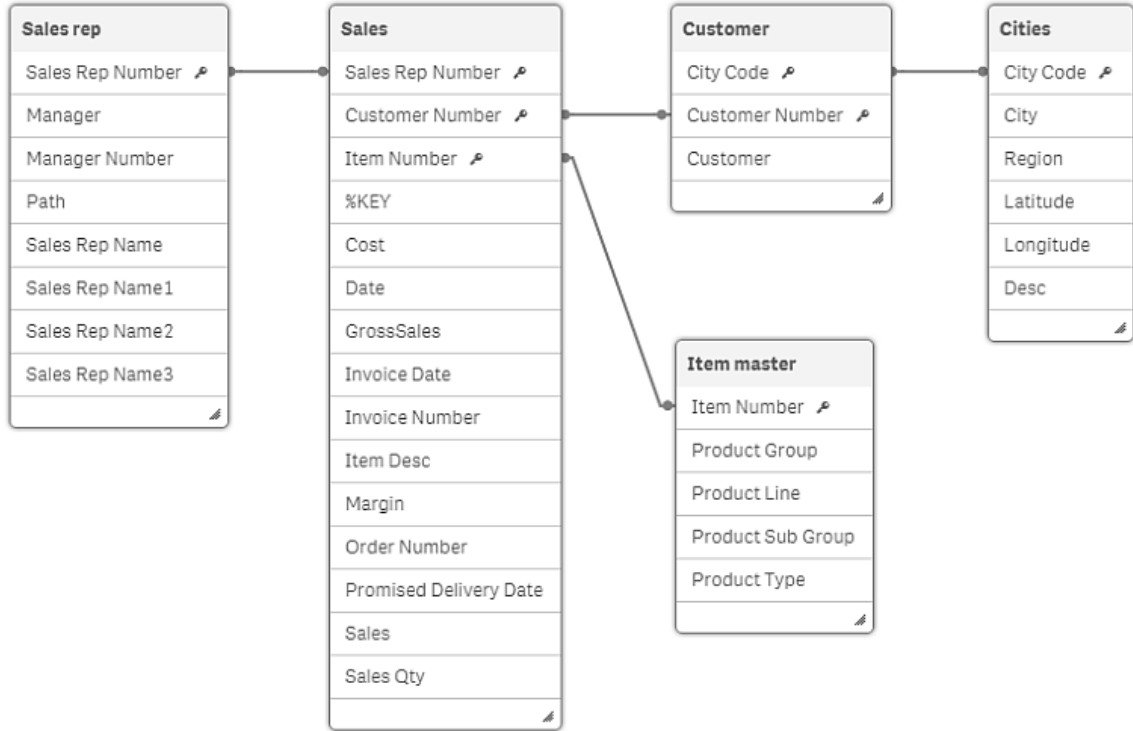 Sales rep
Sales Rep Number
Manager
Manager Number
Path
Sales Rep Name
Sales Rep Name1
Sales Rep Name2
Sales Rep Name3
Sales
Sales Rep Number
Customer Number
Item Number
%KEY
Cost
Date
GrossSales
Invoice Date
Invoice Number
Item Desc
Margin
Order Number
Promised Delivery Date
Sales
Sales Qty
Customer
City Code
Customer Number
Customer
Item master
Item Number
Product Group
Product Line
Product Sub Group
Product Type
Cities
City Code
City
Region
Latitude
Longitude
Desc